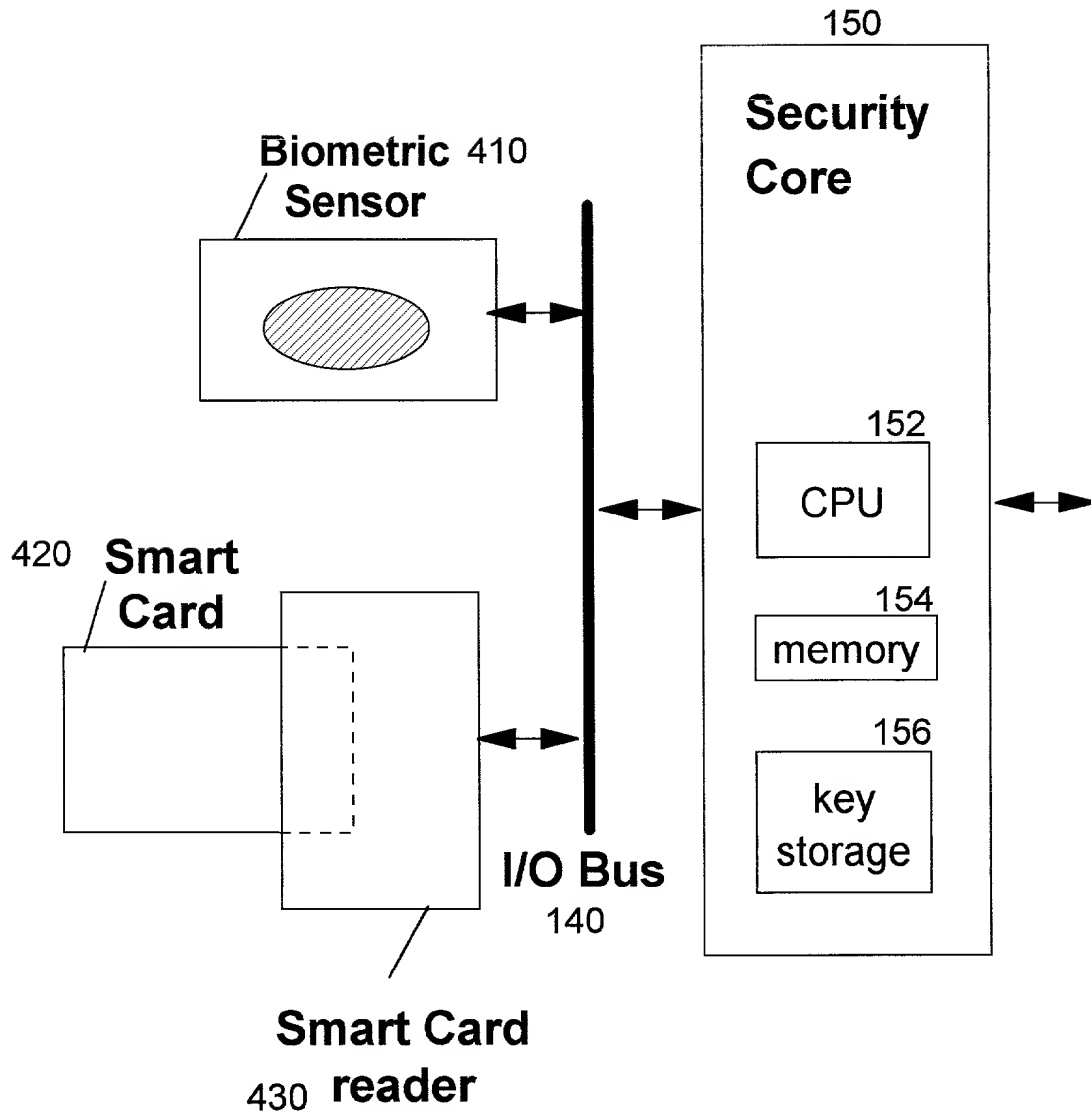 150
Security
Core
Biometric 410
Sensor
152
CPU
420 Smart
Card
154
memory
156
key
storage
I/O Bus
140
Smart Card
430 reader